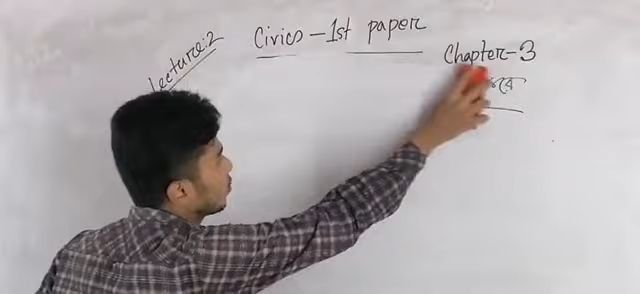 Lecture:2
Civics – 1st paper
Chapter-3